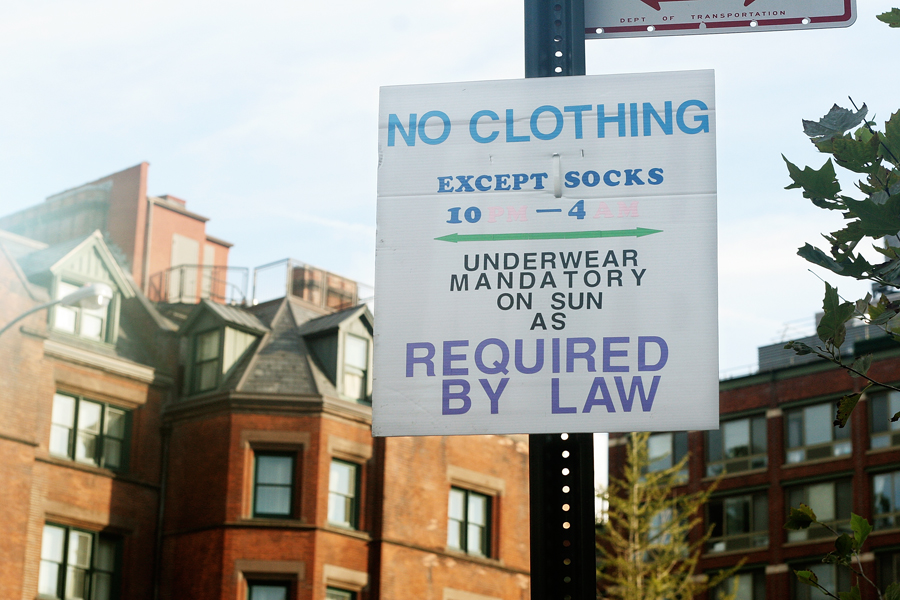 DEPT OF TRANSPORTATION
NO CLOTHING
EXCEPT SOCKS
10 PM — 4 AM
UNDERWEAR
MANDATORY
ON SUN
AS
REQUIRED
BY LAW